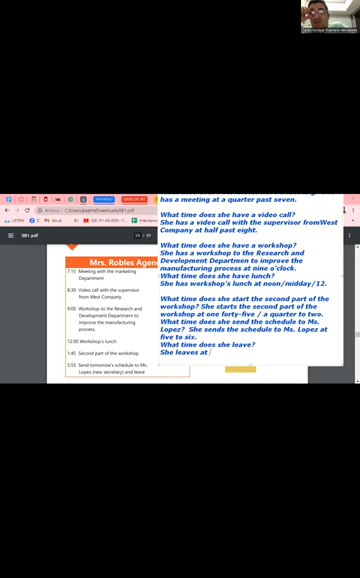 has a meeting at a quarter past seven.
What time does she have a video call?
She has a video call with the supervisor fromWest
Company at half past eight.
What time does she have a workshop?
She has a workshop to the Research and
Development Departmen to improve the
manufacturing process at nine o'clock.
What time does she have lunch?
She has workshop's lunch at noon/midday/12.
What time does she start the second part of the
workshop? She starts the second part of the
workshop at one forty-five / a quarter to two.
What time does she send the schedule to Ms.
Lopez? She sends the schedule to Ms. Lopez at
five to six.
What time does she leave?
She leaves at
SB1.pdf
Mrs. Robles Agen
7:15 Meeting with the marketing
Department
8:30 Video call with the supervisor
from West Company
9:00 Workshop to the Research and
Development Department to
improve the manufacturing
process.
12:00 Workshop's lunch
1:45 Second part of the workshop
5:55 Send tomorrow's schedule to Ms.
Lopez (new secretary) and leave